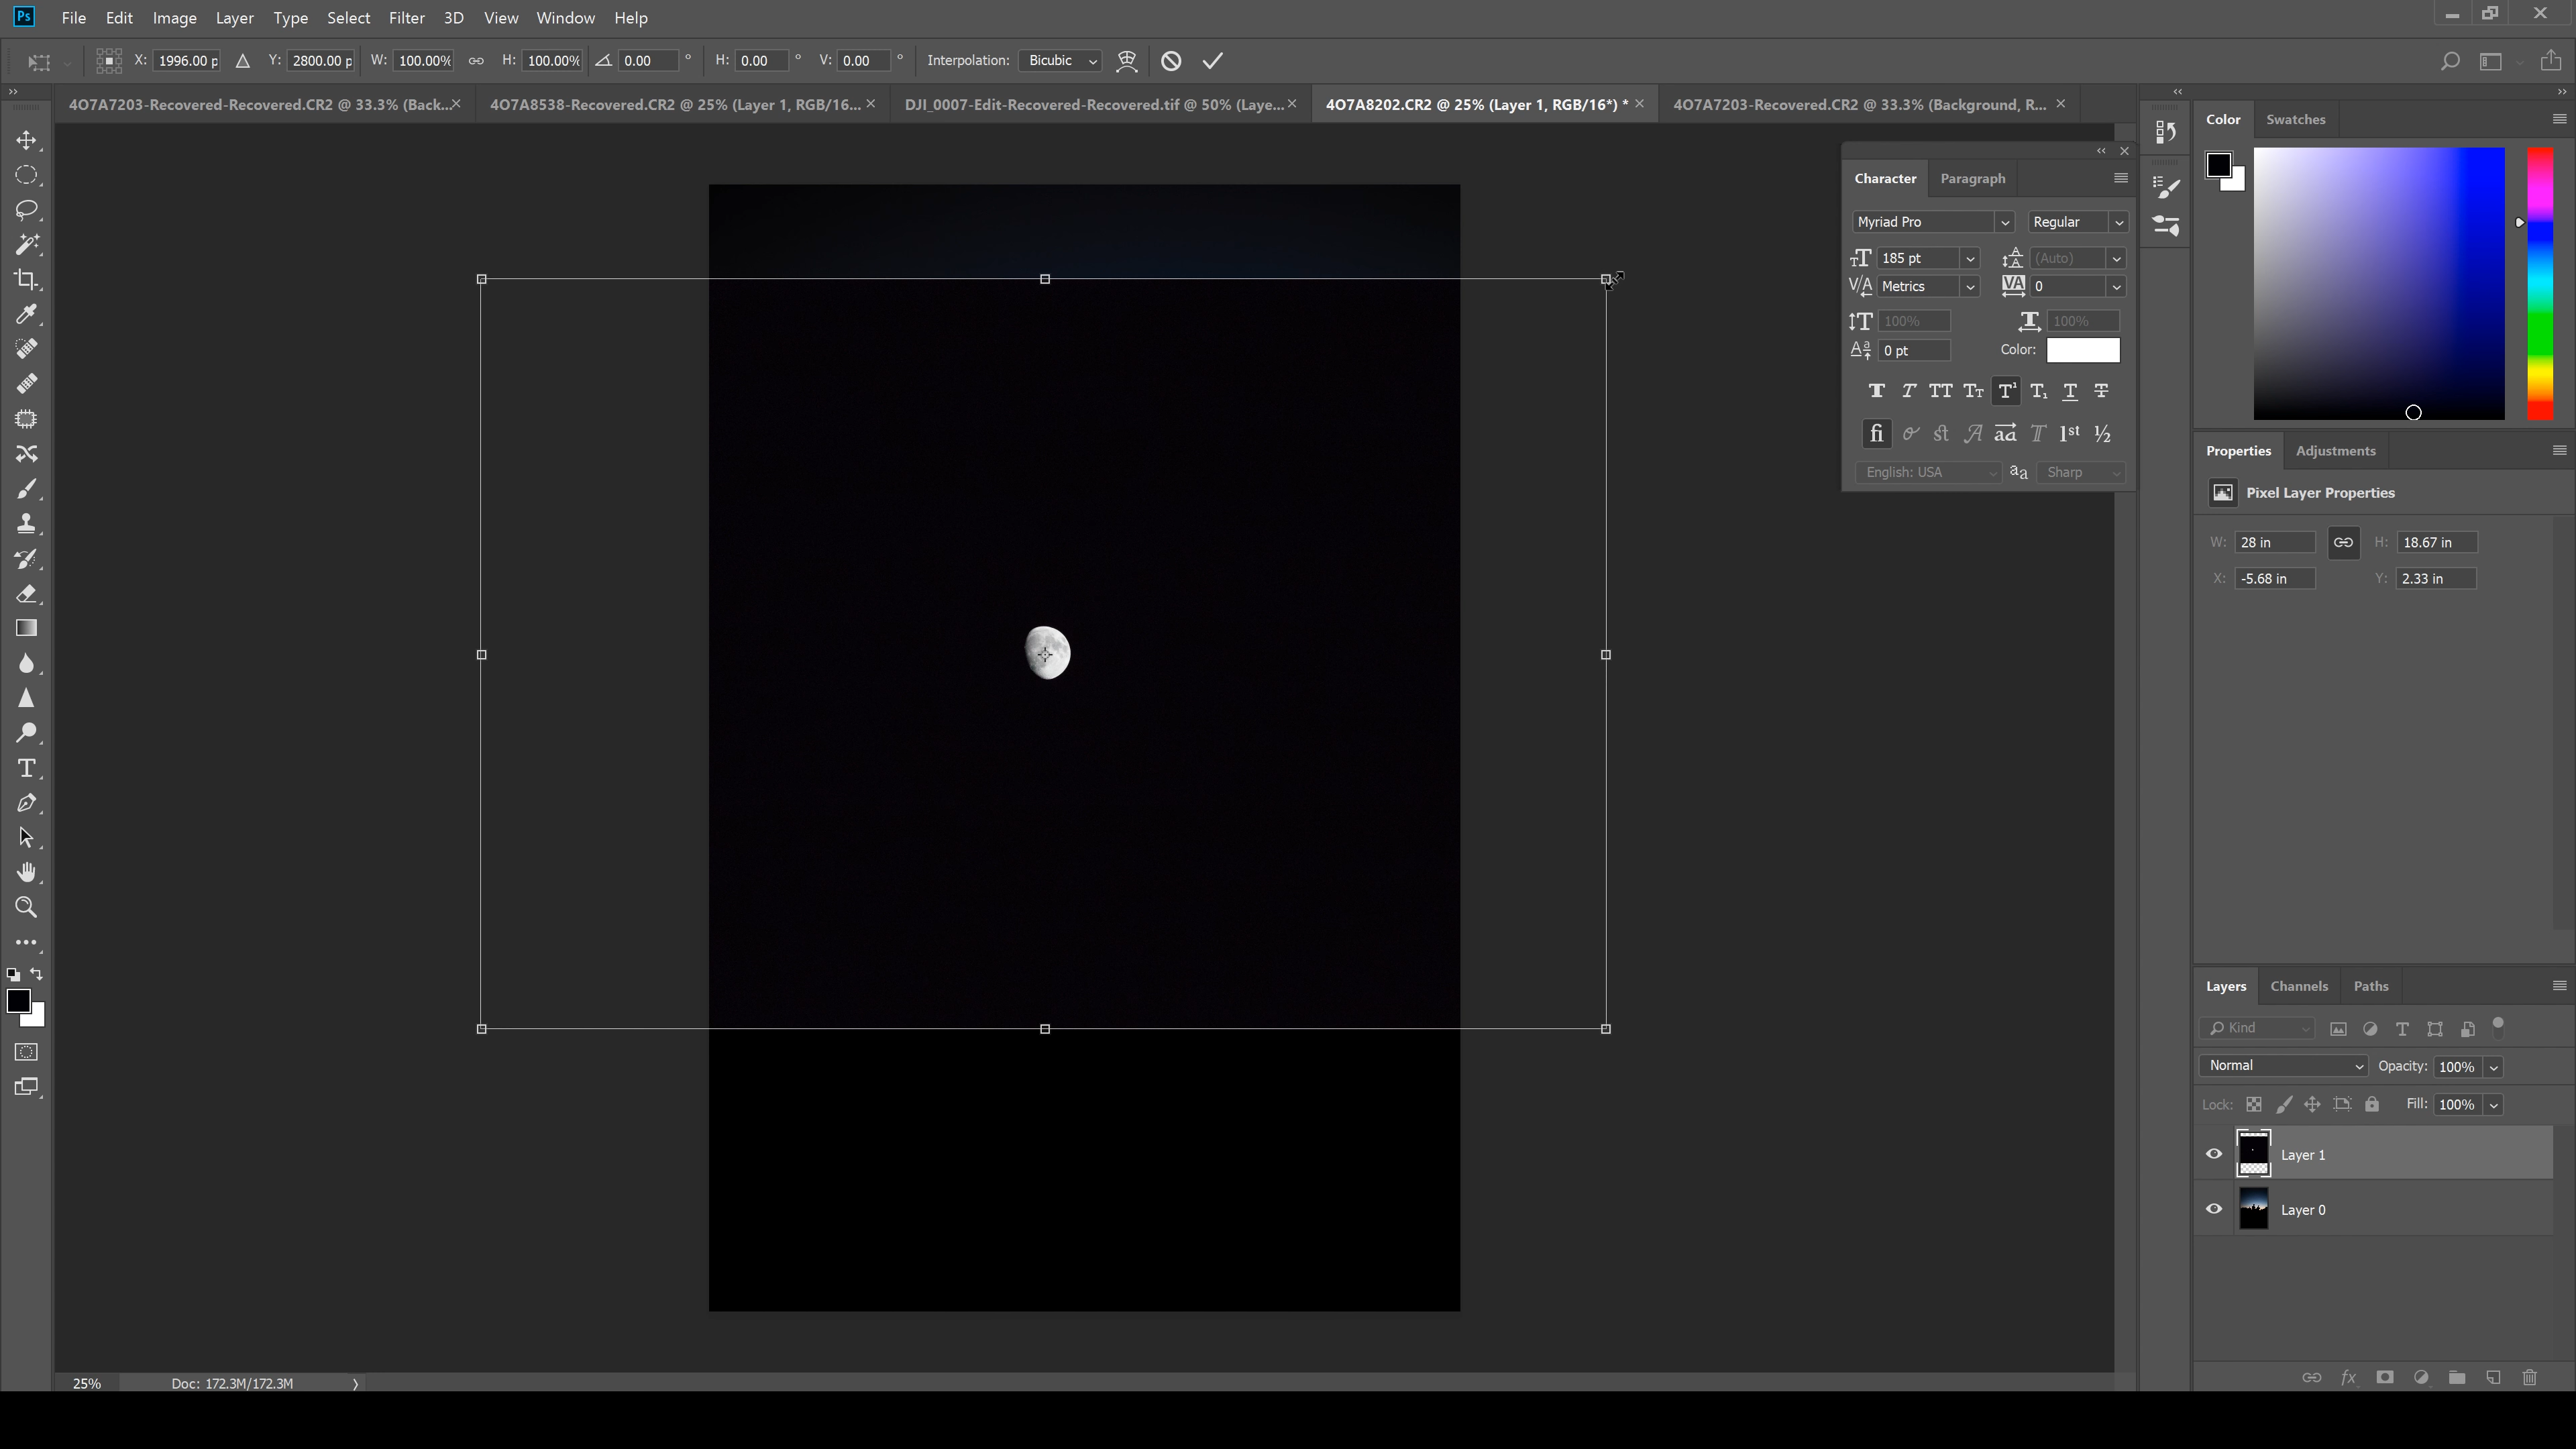 Ps File Edit Image Layer Type Select Filter 3D View Window Help
X: 1996.00 p Y: 2800.00 p W: 100.00% H: 100.00% 0.00 ° H: 0.00 ° V: 0.00 ° Interpolation: Bicubic
4O7A7203-Recovered-Recovered.CR2 @ 33.3% (Back... 4O7A8538-Recovered.CR2 @ 25% (Layer 1, RGB/16... DJI_0007-Edit-Recovered-Recovered.tif @ 50% (Laye... 4O7A8202.CR2 @ 25% (Layer 1, RGB/16*) * 4O7A7203-Recovered.CR2 @ 33.3% (Background, R...
Character Paragraph
Myriad Pro Regular
185 pt (Auto)
Metrics 0
100% 100%
0 pt Color:
English: USA aa Sharp
Color Swatches
Properties Adjustments
Pixel Layer Properties
W: 28 in H: 18.67 in
X: -5.68 in Y: 2.33 in
Layers Channels Paths
Kind
Normal Opacity: 100%
Lock: Fill: 100%
Layer 1
Layer 0
fx
25% Doc: 172.3M/172.3M